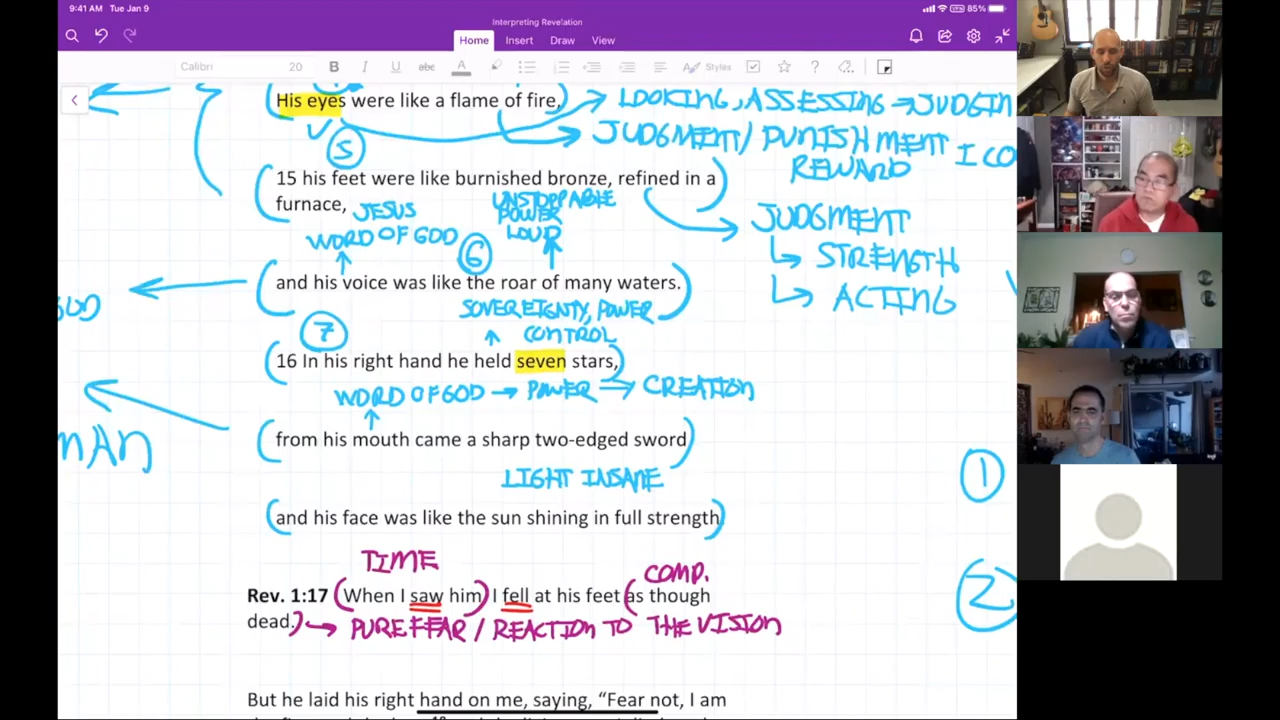 9:41 AM Tue Jan 9
85%
Interpreting Revelation
Home Insert Draw View
Calibri 20 B I U abc A Styles
His eyes were like a flame of fire,
LOOKING, ASSESSING → JUDGIN
5
JUDGMENT / PUNISHMENT I CO
REWARD
15 his feet were like burnished bronze, refined in a
furnace,
JESUS
WORD OF GOD
UNSTOPPABLE
POWER
LOUD
6
JUDGMENT
STRENGTH
ACTING
and his voice was like the roar of many waters.
SOVEREIGNTY, POWER
CONTROL
7
16 In his right hand he held seven stars,
WORD OF GOD → POWER ⇒ CREATION
from his mouth came a sharp two-edged sword
MAN
LIGHT INSANE
1
and his face was like the sun shining in full strength
TIME
COMP.
2
Rev. 1:17 (When I saw him) I fell at his feet (as though
dead.) → PURE FEAR / REACTION TO THE VISION
But he laid his right hand on me, saying, “Fear not, I am